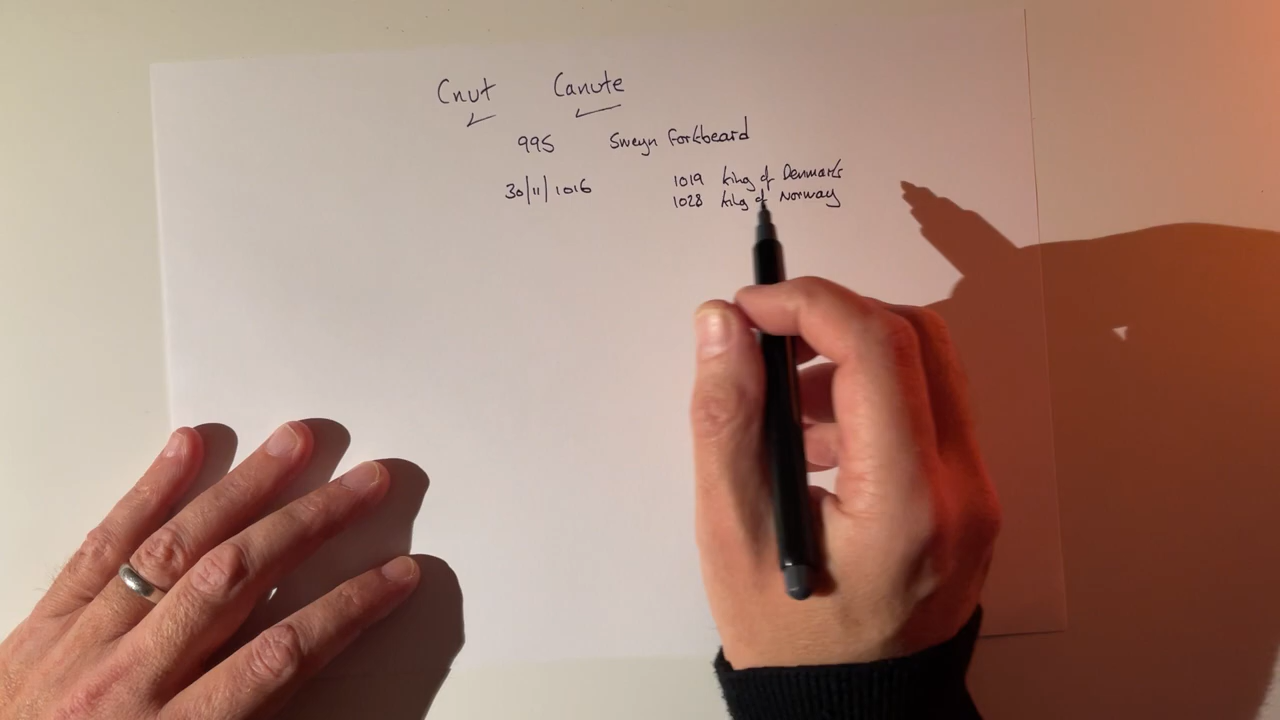 Cnut Canute
995 Sweyn Forkbeard
30/11/1016 1019 king of Denmark
1028 king of Norway